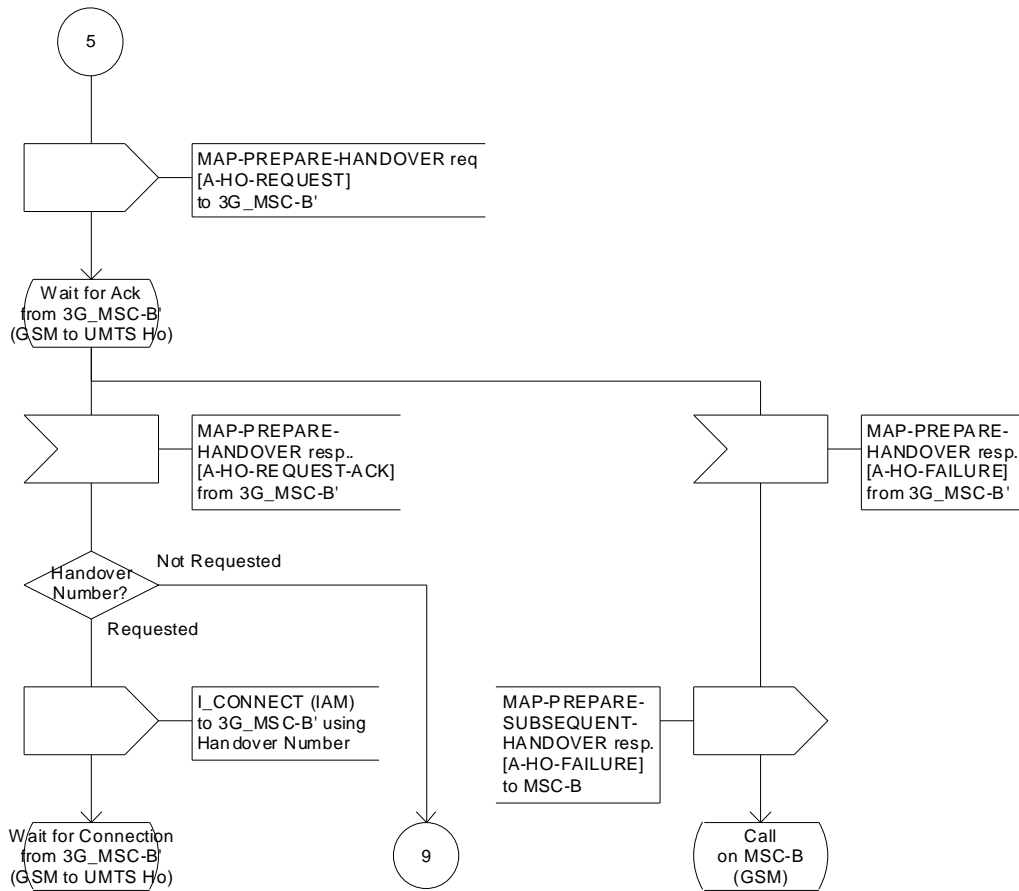 5
MAP-PREPARE-HANDOVER req
[A-HO-REQUEST]
to 3G_MSC-B'
Wait for Ack
from 3G_MSC-B'
(GSM to UMTS Ho)
MAP-PREPARE-
HANDOVER resp..
[A-HO-REQUEST-ACK]
from 3G_MSC-B'
MAP-PREPARE-
HANDOVER resp.
[A-HO-FAILURE]
from 3G_MSC-B'
Handover
Number?
Not Requested
Requested
I_CONNECT (IAM)
to 3G_MSC-B' using
Handover Number
MAP-PREPARE-
SUBSEQUENT-
HANDOVER resp.
[A-HO-FAILURE]
to MSC-B
Wait for Connection
from 3G_MSC-B'
(GSM to UMTS Ho)
9
Call
on MSC-B
(GSM)